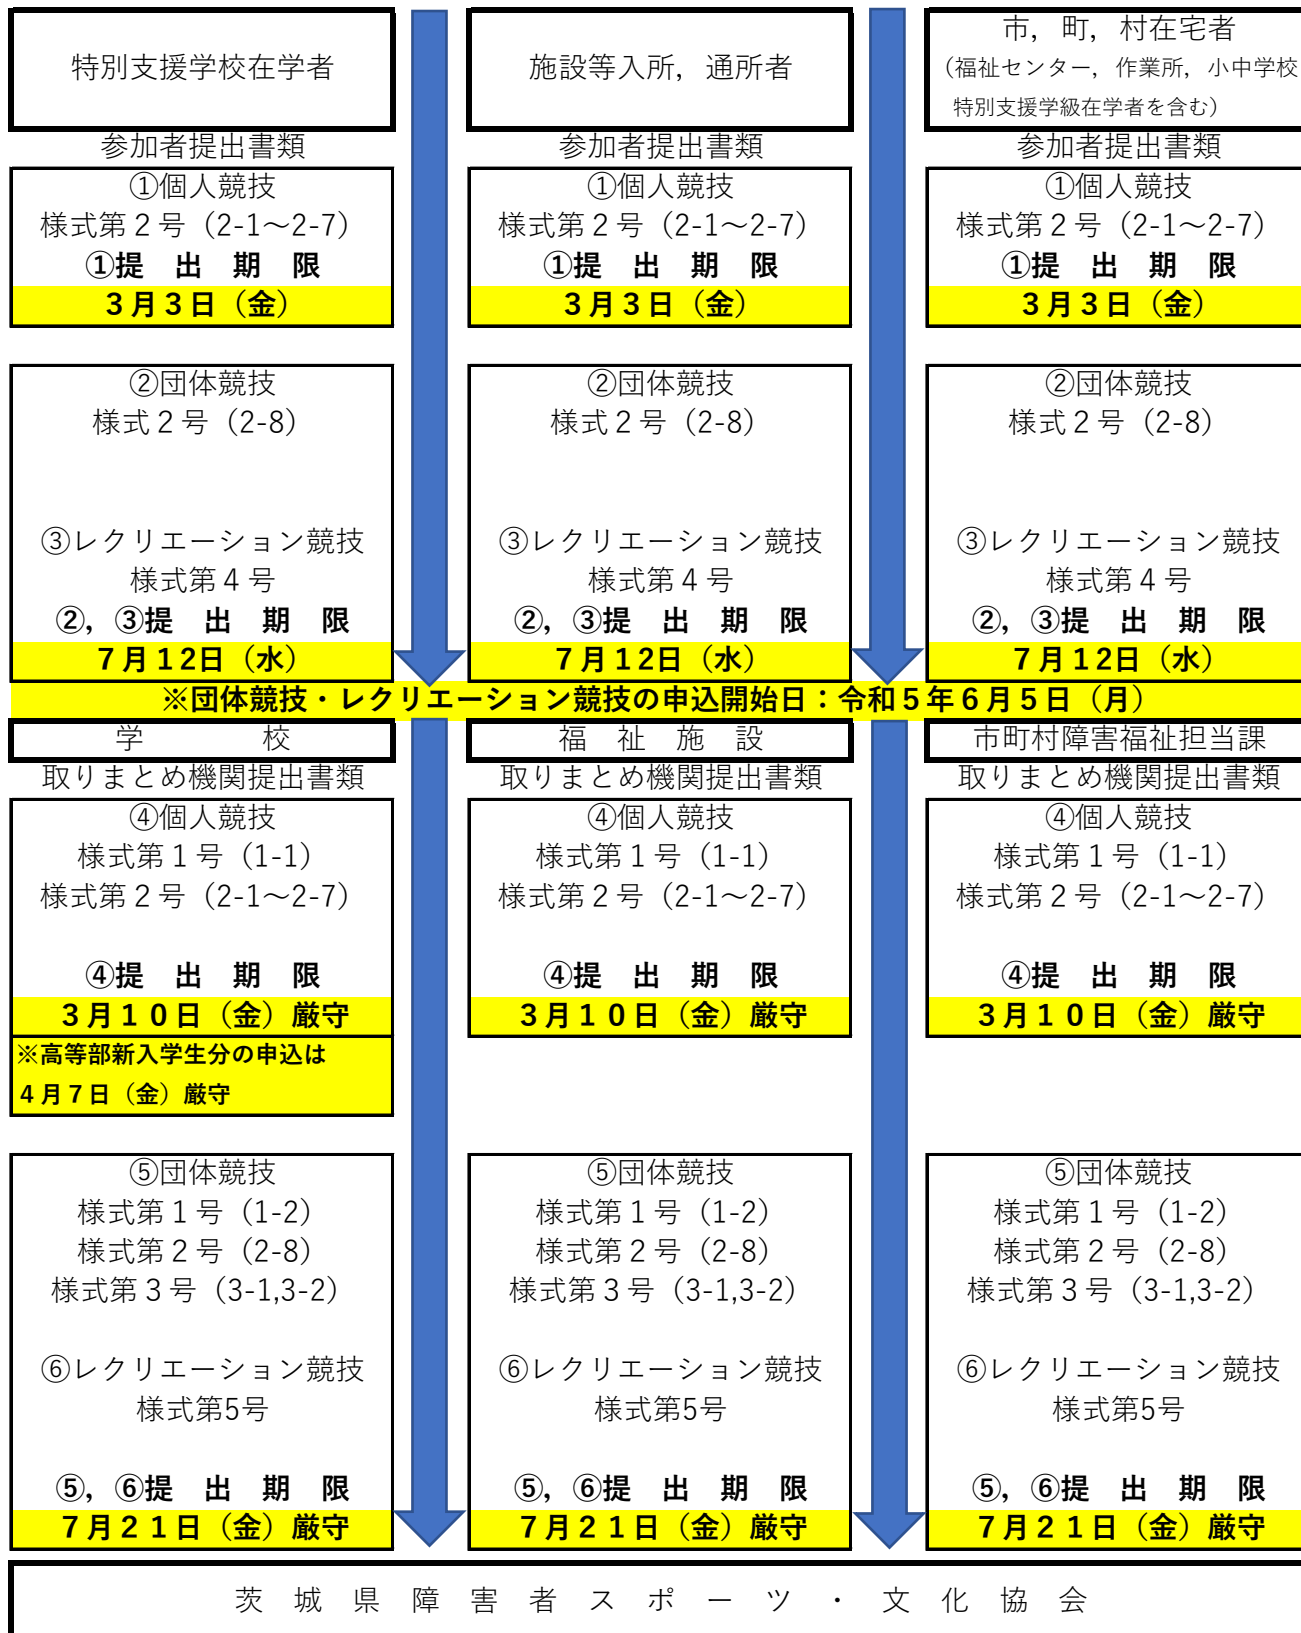 特別支援学校在学者
参加者提出書類
①個人競技
様式第２号（2-1～2-7）
①提　出　期　限
３月３日（金）
②団体競技
様式２号（2-8）
③レクリエーション競技
様式第４号
②，③提　出　期　限
７月１２日（水）
施設等入所，通所者
参加者提出書類
①個人競技
様式第２号（2-1～2-7）
①提　出　期　限
３月３日（金）
②団体競技
様式２号（2-8）
③レクリエーション競技
様式第４号
②，③提　出　期　限
７月１２日（水）
市，町，村在宅者
（福祉センター，作業所，小中学校
特別支援学級在学者を含む）
参加者提出書類
①個人競技
様式第２号（2-1～2-7）
①提　出　期　限
３月３日（金）
②団体競技
様式２号（2-8）
③レクリエーション競技
様式第４号
②，③提　出　期　限
７月１２日（水）
※団体競技・レクリエーション競技の申込開始日：令和５年６月５日（月）
学　　　　校
取りまとめ機関提出書類
④個人競技
様式第１号（1-1）
様式第２号（2-1～2-7）
④提　出　期　限
３月１０日（金）厳守
※高等部新入学生分の申込は
４月７日（金）厳守
⑤団体競技
様式第１号（1-2）
様式第２号（2-8）
様式第３号（3-1,3-2）
⑥レクリエーション競技
様式第5号
⑤，⑥提　出　期　限
７月２１日（金）厳守
福　祉　施　設
取りまとめ機関提出書類
④個人競技
様式第１号（1-1）
様式第２号（2-1～2-7）
④提　出　期　限
３月１０日（金）厳守
⑤団体競技
様式第１号（1-2）
様式第２号（2-8）
様式第３号（3-1,3-2）
⑥レクリエーション競技
様式第5号
⑤，⑥提　出　期　限
７月２１日（金）厳守
市町村障害福祉担当課
取りまとめ機関提出書類
④個人競技
様式第１号（1-1）
様式第２号（2-1～2-7）
④提　出　期　限
３月１０日（金）厳守
⑤団体競技
様式第１号（1-2）
様式第２号（2-8）
様式第３号（3-1,3-2）
⑥レクリエーション競技
様式第5号
⑤，⑥提　出　期　限
７月２１日（金）厳守
茨　城　県　障　害　者　ス　ポ　ー　ツ　・　文　化　協　会